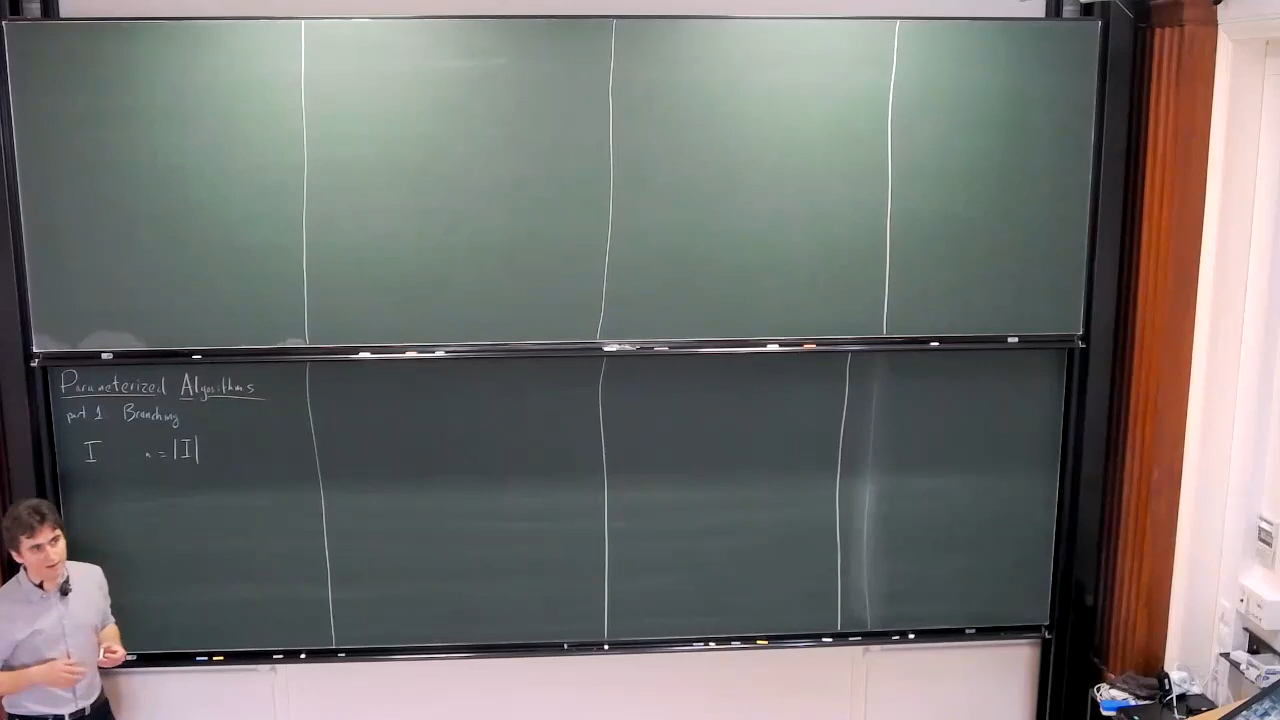 Parameterized Algorithms
part 1 Branching
I n = |I|